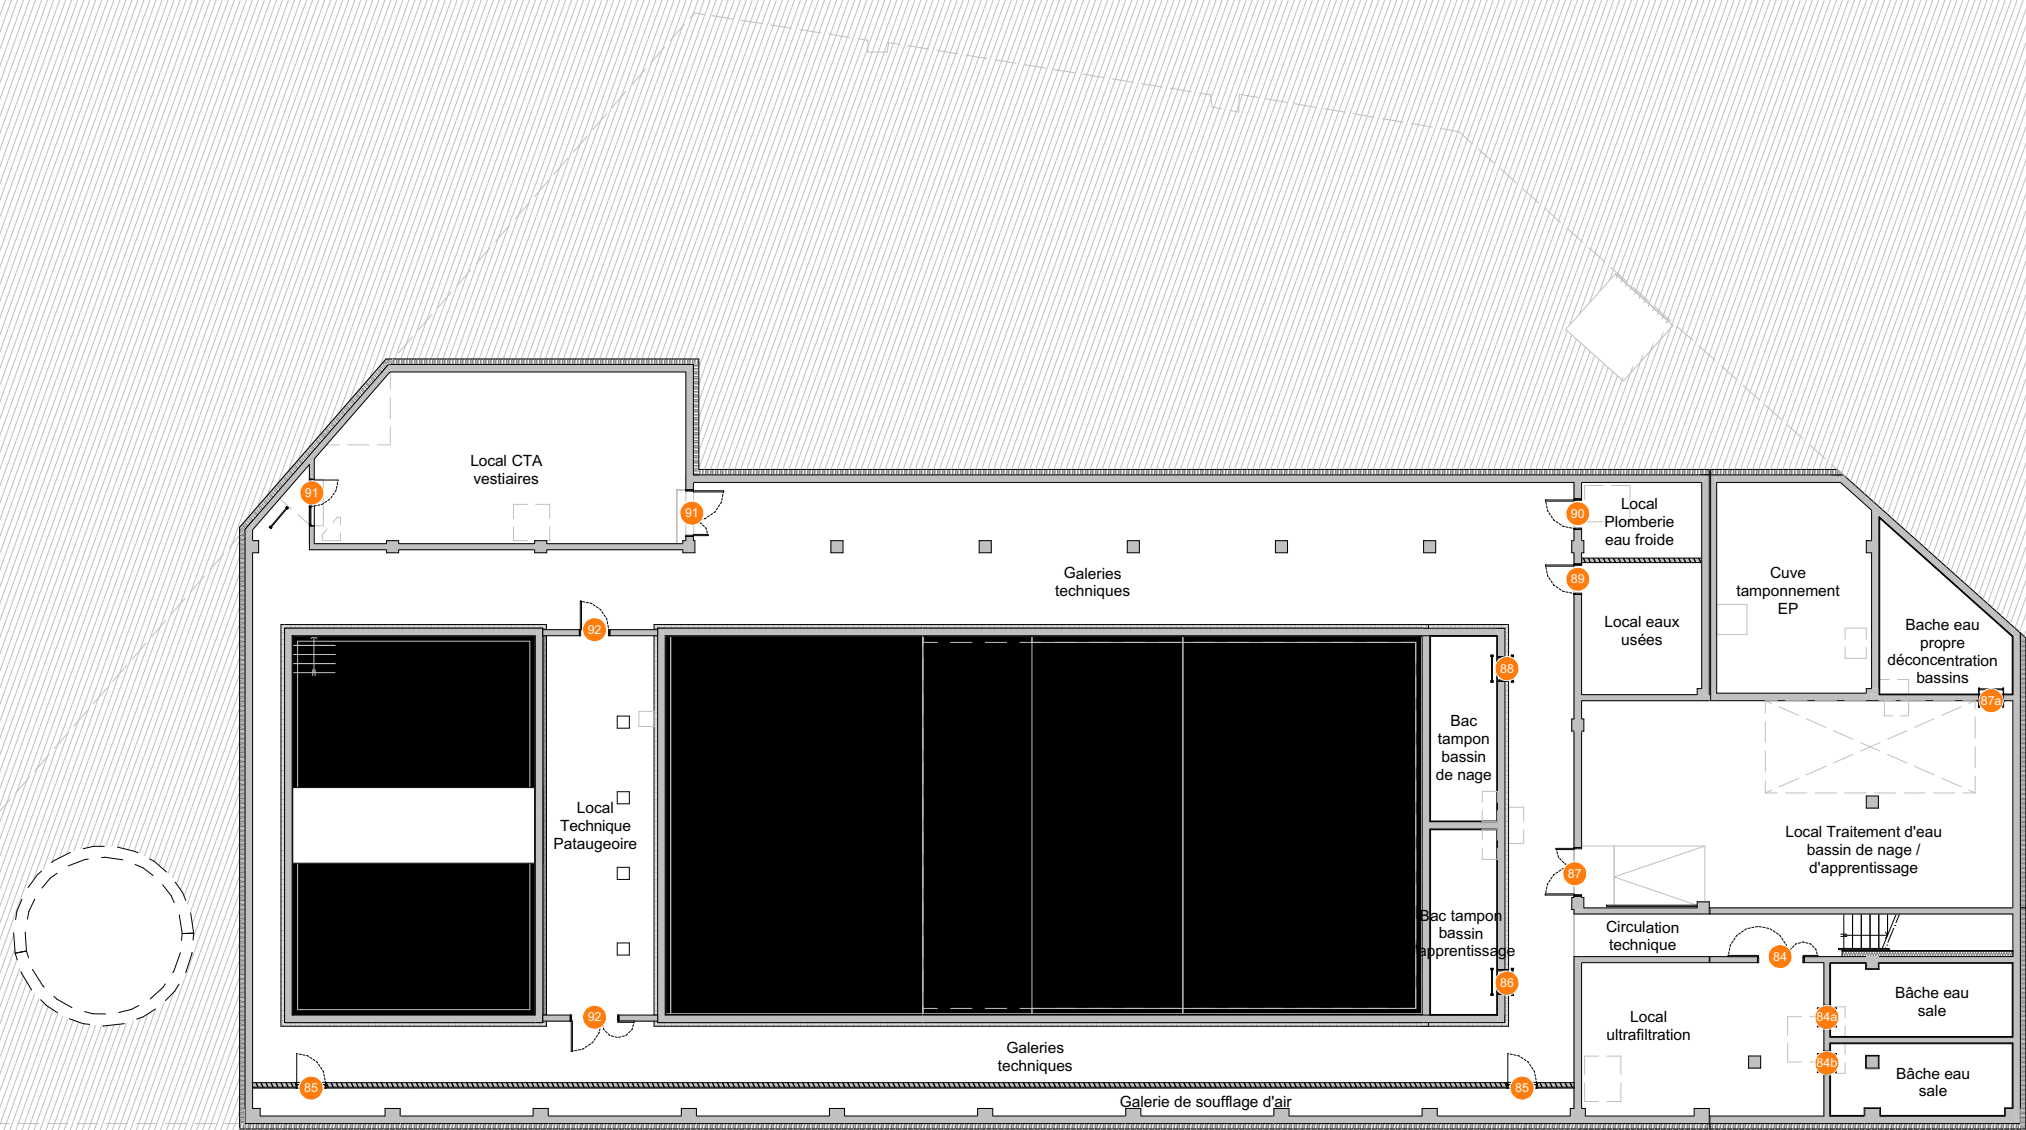 Local CTA
vestiaires
91
91
90
Local
Plomberie
eau froide
Galeries
techniques
89
Cuve
tamponnement
EP
Local eaux
usées
Bache eau
propre
déconcentration
bassins
87a
92
88
Bac
tampon
bassin
de nage
Local
Technique
Pataugeoire
Local Traitement d'eau
bassin de nage /
d'apprentissage
87
Bac tampon
bassin
apprentissage
86
Circulation
technique
84
Bâche eau
sale
84a
Local
ultrafiltration
92
Galeries
techniques
84b
Bâche eau
sale
85
85
Galerie de soufflage d'air